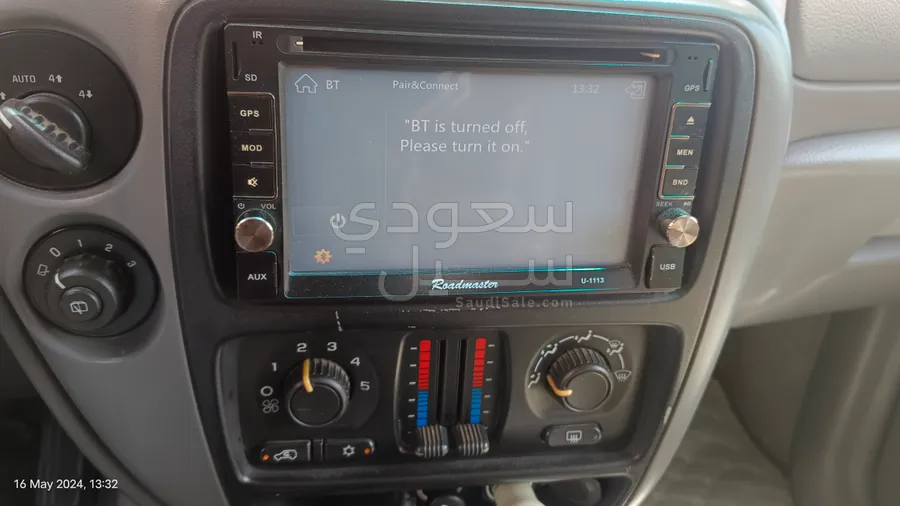 IR
SD
GPS
MOD
VOL
AUX
BT
Pair&Connect
13:32
"BT is turned off,
Please turn it on."
GPS
MEN
BND
SEEK
USB
Roadmaster
U-1113
سعودي
سيل
SaudiSale.com
AUTO
4
4
0
1
2
3
1
2
3
4
5
16 May 2024, 13:32